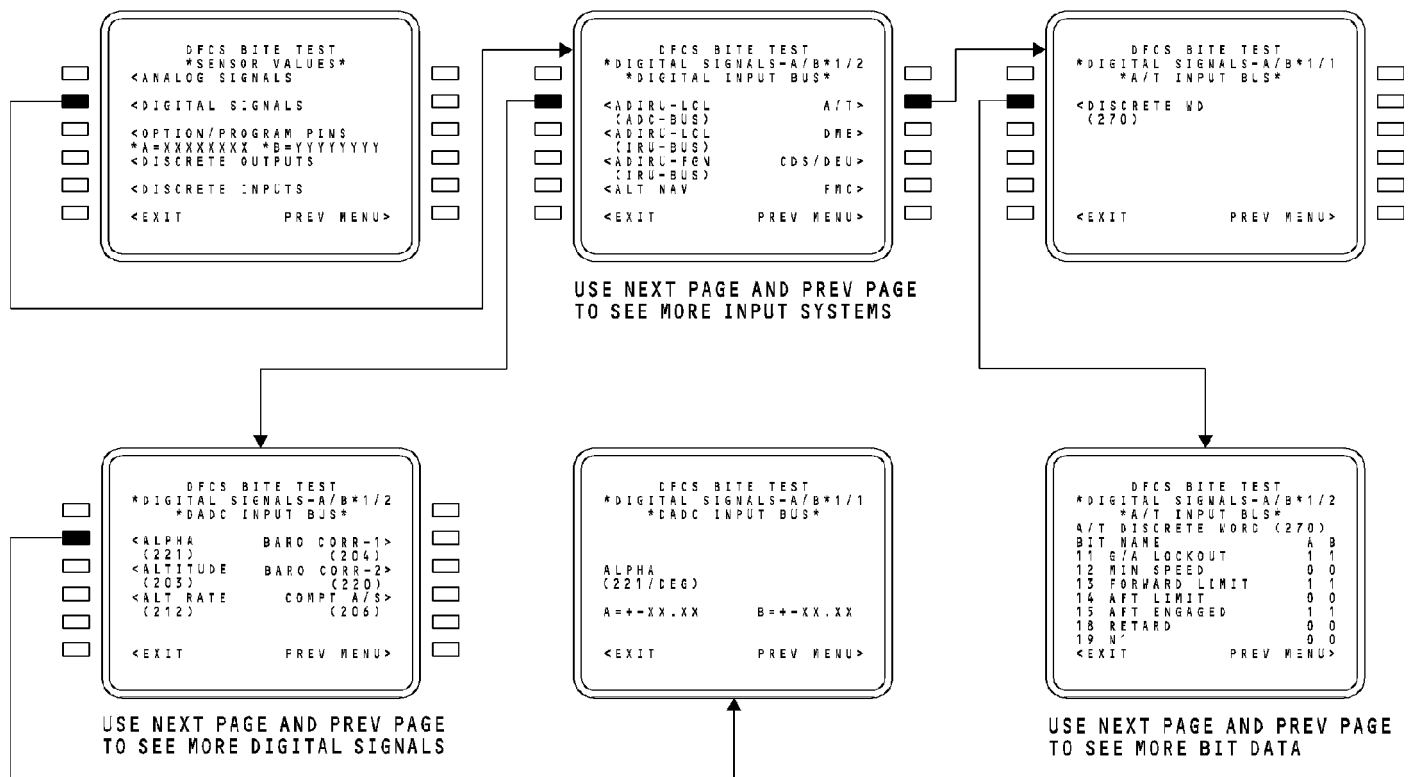 DFCS BITE TEST
*SENSOR VALUES*
<ANALOG SIGNALS
<DIGITAL SIGNALS
<OPTION/PROGRAM PINS
*A=XXXXXXXX *B=YYYYYYYY
<DISCRETE OUTPUTS
<DISCRETE INPUTS
<EXIT PREV MENU>
DFCS BITE TEST
*DIGITAL SIGNALS-A/B*1/2
*DIGITAL INPUT BUS*
<ADIRU-LCL A/T>
(ADC-BUS)
<ADIRU-LCL DME>
(IRU-BUS)
<ADIRU-FGN CDS/DEU>
(IRU-BUS)
<ALT NAV FMC>
<EXIT PREV MENU>
USE NEXT PAGE AND PREV PAGE
TO SEE MORE INPUT SYSTEMS
DFCS BITE TEST
*DIGITAL SIGNALS-A/B*1/1
*A/T INPUT BUS*
<DISCRETE WD
(270)
<EXIT PREV MENU>
DFCS BITE TEST
*DIGITAL SIGNALS-A/B*1/2
*DADC INPUT BUS*
<ALPHA BARO CORR-1>
(221) (204)
<ALTITUDE BARO CORR-2>
(203) (220)
<ALT RATE COMPT A/S>
(212) (206)
<EXIT PREV MENU>
USE NEXT PAGE AND PREV PAGE
TO SEE MORE DIGITAL SIGNALS
DFCS BITE TEST
*DIGITAL SIGNALS-A/B*1/1
*DADC INPUT BUS*
ALPHA
(221/DEG)
A=+-XX.XX B=+-XX.XX
<EXIT PREV MENU>
DFCS BITE TEST
*DIGITAL SIGNALS-A/B*1/2
*A/T INPUT BUS*
A/T DISCRETE WORD (270)
BIT NAME A B
11 G/A LOCKOUT 1 1
12 MIN SPEED 0 0
13 FORWARD LIMIT 1 1
14 AFT LIMIT 0 0
15 AFT ENGAGED 1 1
18 RETARD 0 0
19 N1 0 0
<EXIT PREV MENU>
USE NEXT PAGE AND PREV PAGE
TO SEE MORE BIT DATA